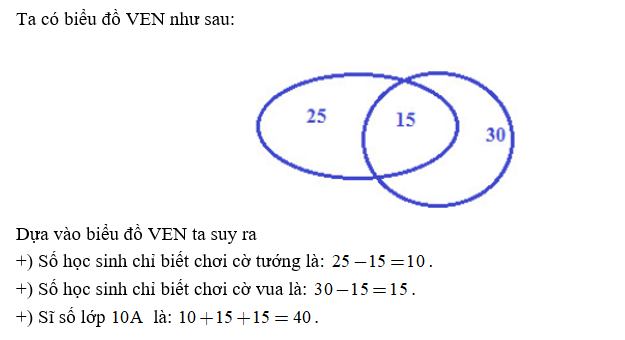 Ta có biểu đồ VEN như sau:
25
15
30
Dựa vào biểu đồ VEN ta suy ra
+) Số học sinh chỉ biết chơi cờ tướng là: 25 − 15 = 10 .
+) Số học sinh chỉ biết chơi cờ vua là: 30 − 15 = 15 .
+) Sĩ số lớp 10A là: 10 + 15 + 15 = 40 .